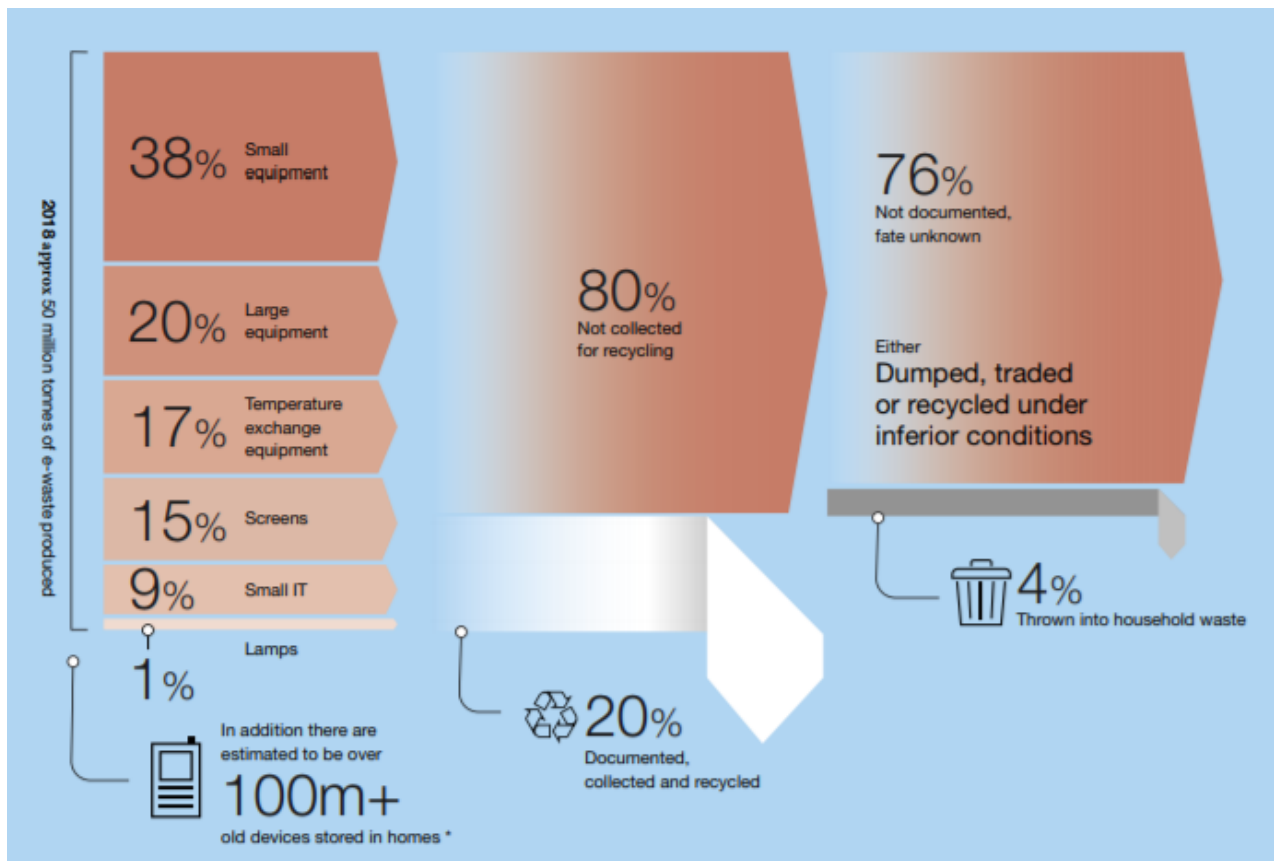 2018 approx 50 million tonnes of e-waste produced
38% Small
equipment
20% Large
equipment
17% Temperature
exchange
equipment
15% Screens
9% Small IT
Lamps
1%
In addition there are
estimated to be over
100m+
old devices stored in homes *
80%
Not collected
for recycling
20%
Documented,
collected and recycled
76%
Not documented,
fate unknown
Either
Dumped, traded
or recycled under
inferior conditions
4%
Thrown into household waste